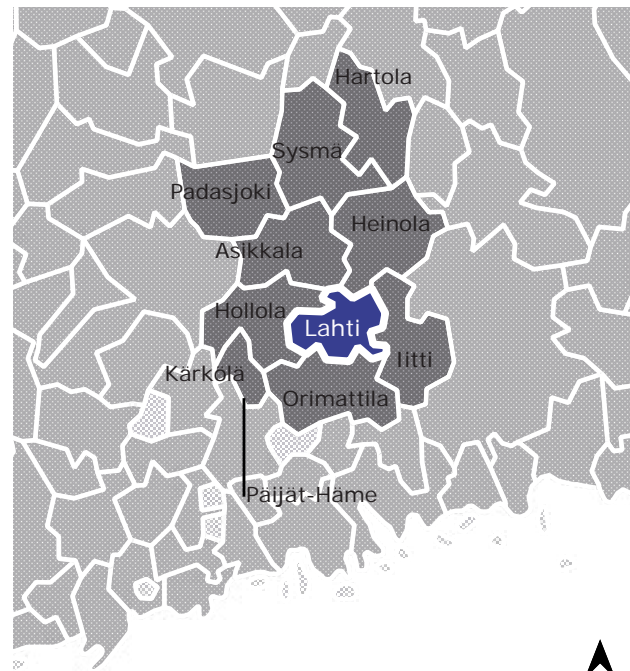 Hartola
Sysmä
Padasjoki
Heinola
Asikkala
Hollola
Lahti
Iitti
Kärkölä
Orimattila
Päijät-Häme